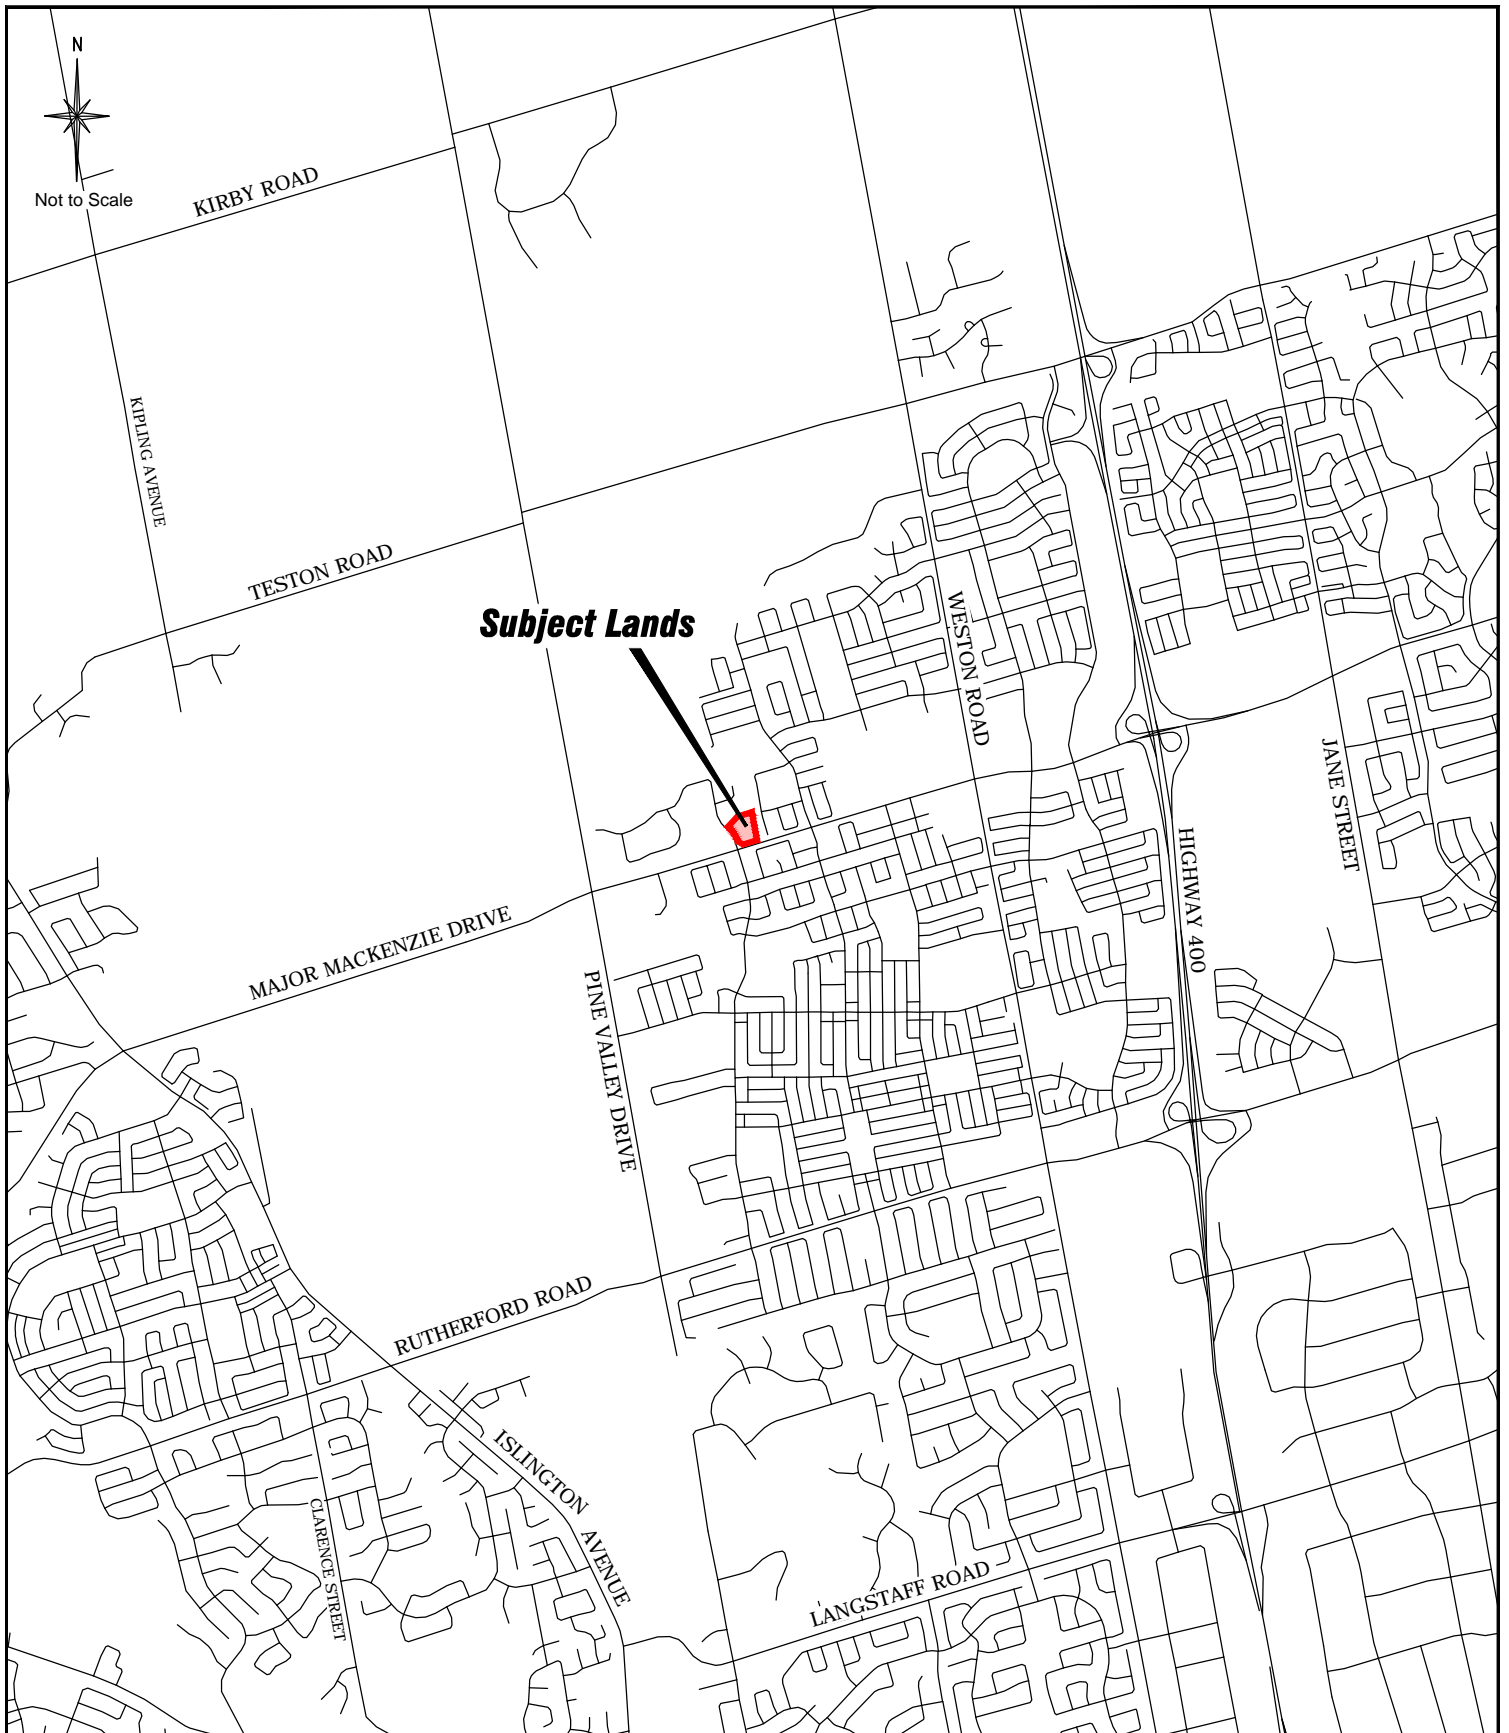 N
Not to Scale
KIRBY ROAD
KIPLING AVENUE
TESTON ROAD
Subject Lands
WESTON ROAD
JANE STREET
HIGHWAY 400
MAJOR MACKENZIE DRIVE
PINE VALLEY DRIVE
RUTHERFORD ROAD
ISLINGTON AVENUE
CLARENCE STREET
LANGSTAFF ROAD